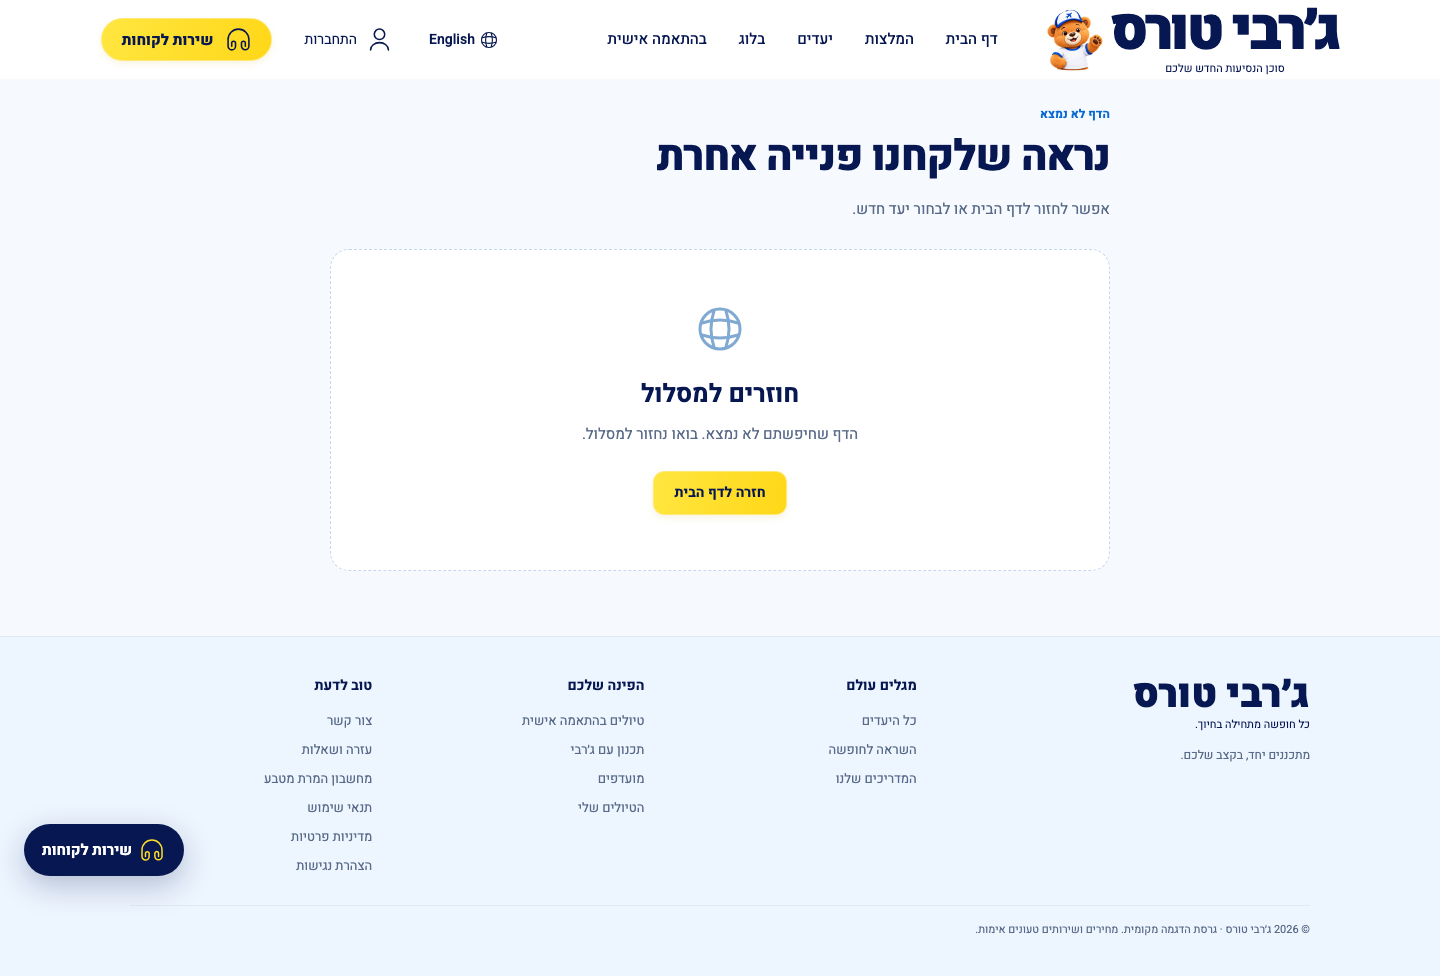 ג׳רבי טורס
סוכן הנסיעות החדש שלכם
דף הבית
המלצות
יעדים
בלוג
בהתאמה אישית
English
התחברות
שירות לקוחות
הדף לא נמצא
נראה שלקחנו פנייה אחרת
אפשר לחזור לדף הבית או לבחור יעד חדש.
חוזרים למסלול
הדף שחיפשתם לא נמצא. בואו נחזור למסלול.
חזרה לדף הבית
ג׳רבי טורס
כל חופשה מתחילה בחיוך.
מתכננים יחד, בקצב שלכם.
מגלים עולם
כל היעדים
השראה לחופשה
המדריכים שלנו
הפינה שלכם
טיולים בהתאמה אישית
תכנון עם ג׳רבי
מועדפים
הטיולים שלי
טוב לדעת
צור קשר
עזרה ושאלות
מחשבון המרת מטבע
תנאי שימוש
מדיניות פרטיות
הצהרת נגישות
שירות לקוחות
© 2026 ג׳רבי טורס · גרסת הדגמה מקומית. מחירים ושירותים טעונים אימות.